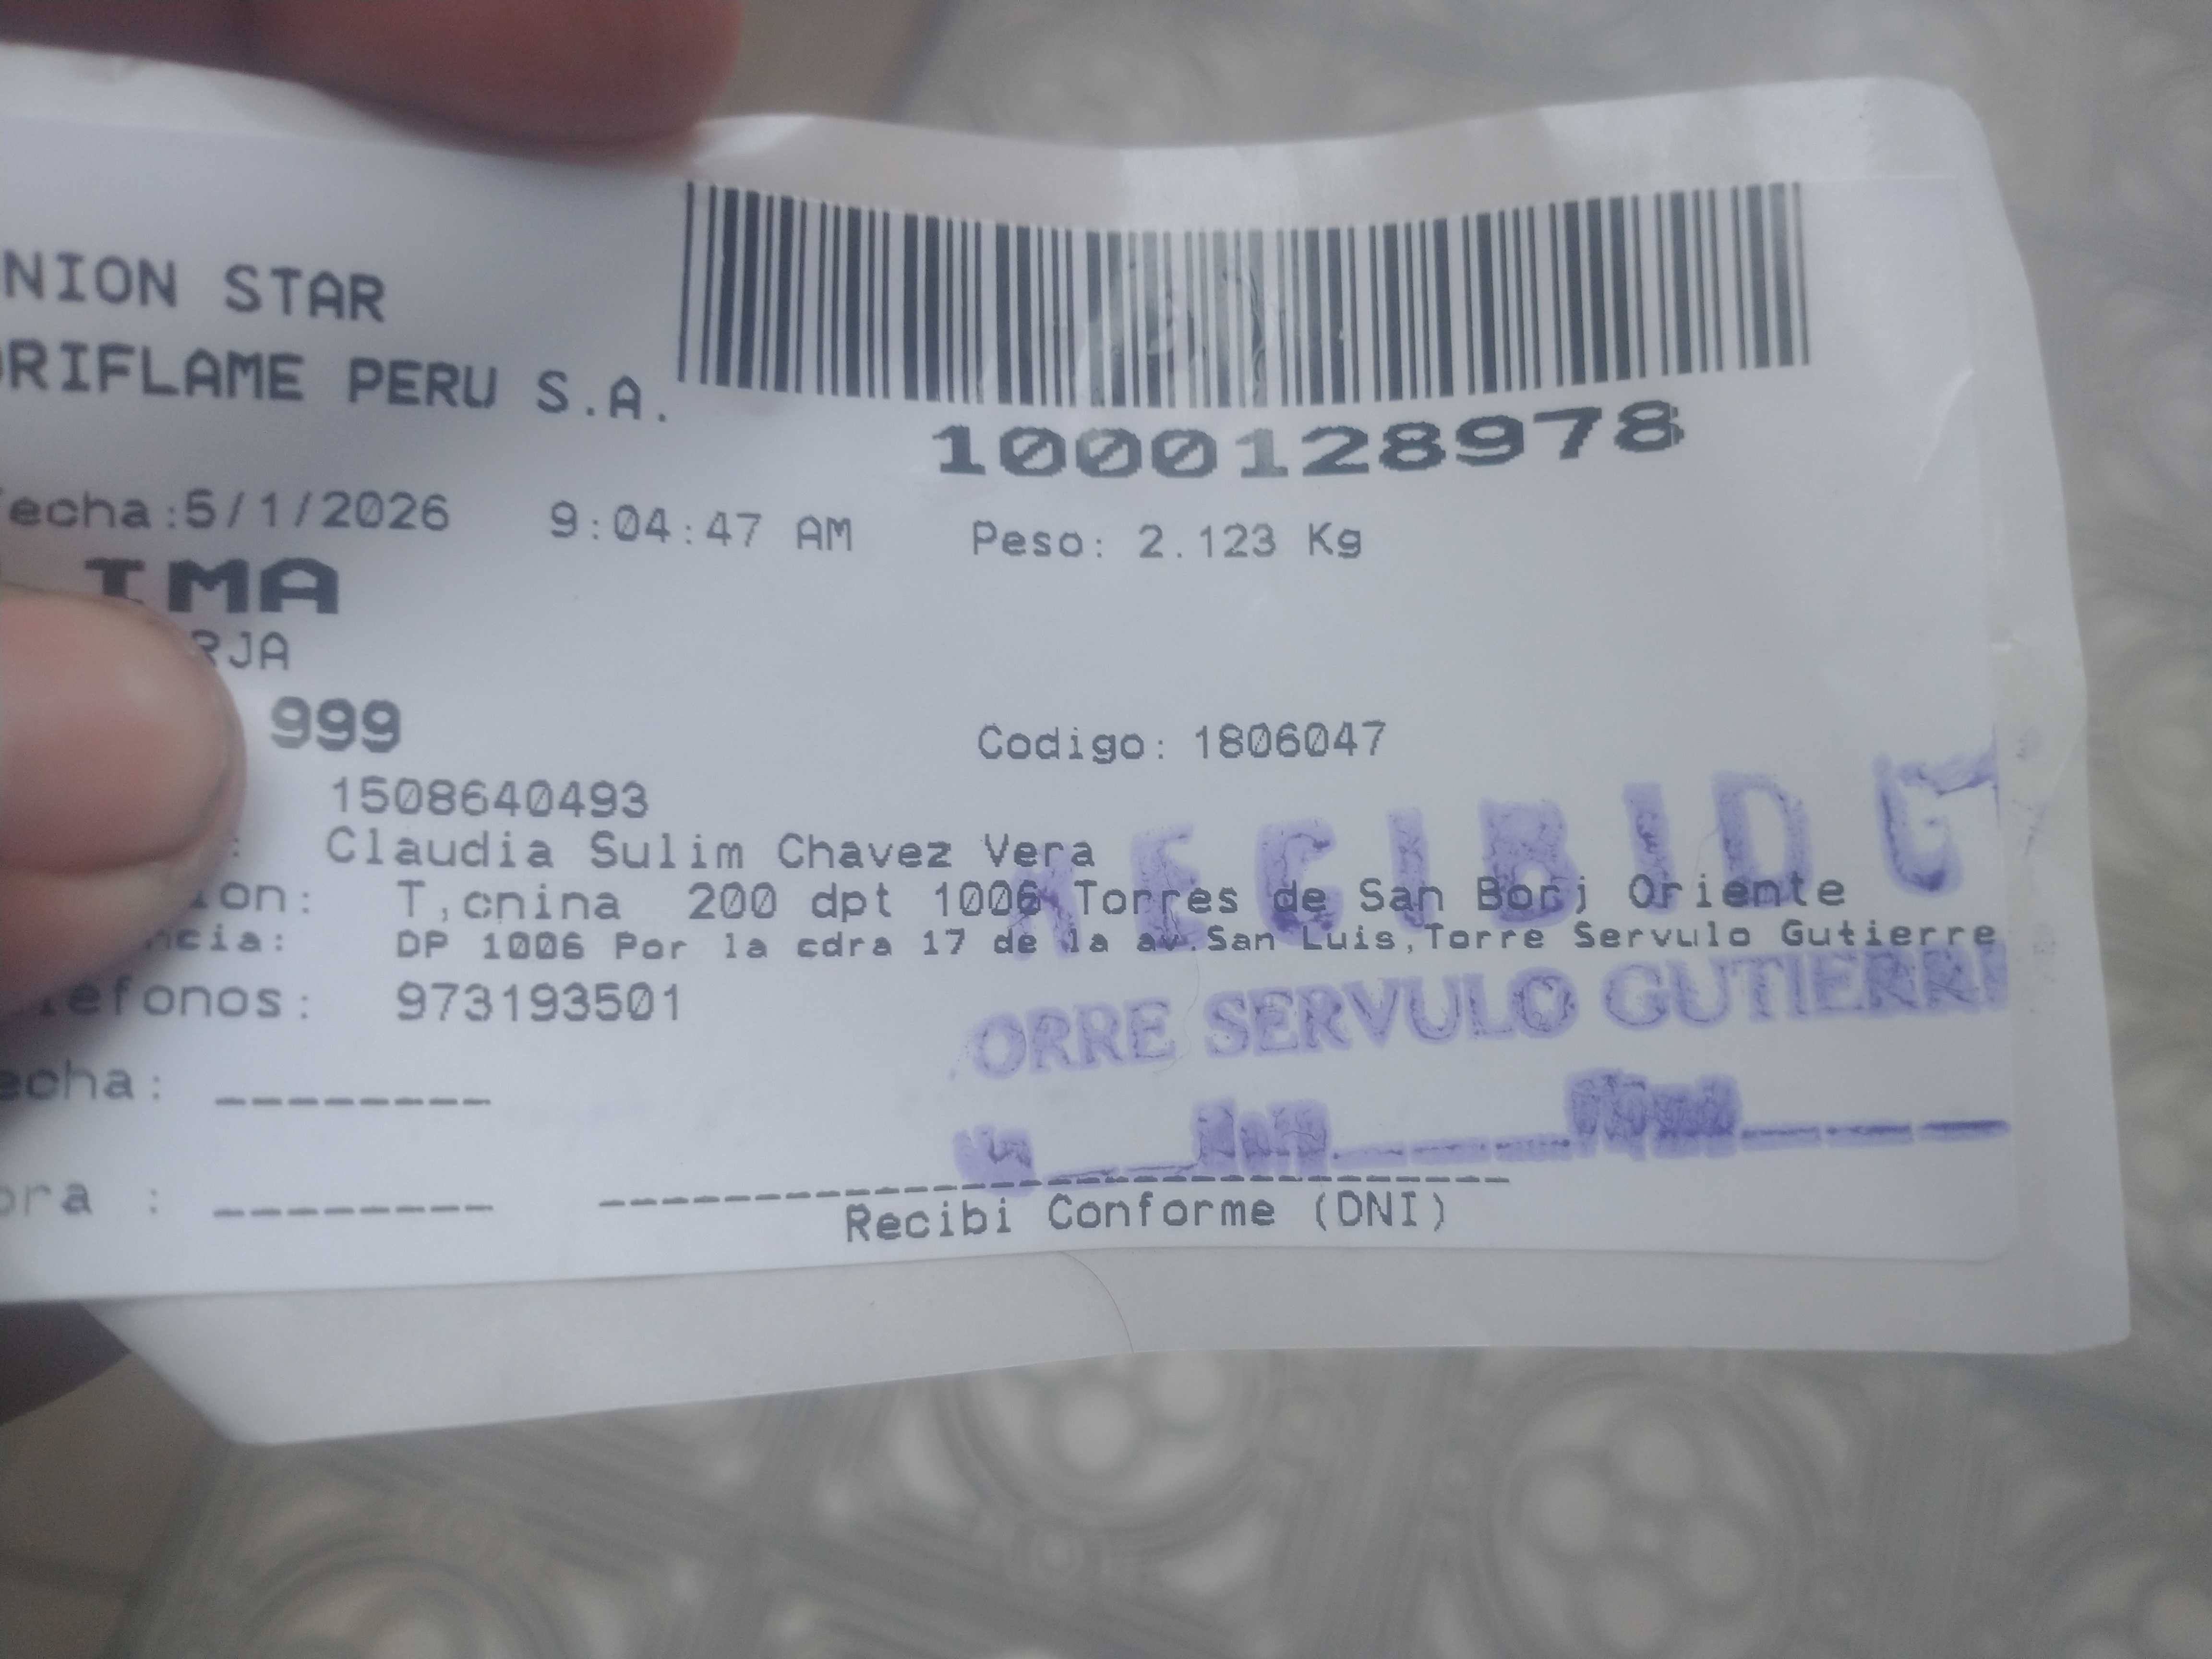 NION STAR
RIFLAME PERU S.A.
1000128978
echa:5/1/2026 9:04:47 AM Peso: 2.123 Kg
IMA
RJA
999
Codigo: 1806047
1508640493
: Claudia Sulim Chavez Vera
ion: T,cnina 200 dpt 1006 Torres de San Borj Oriente
ncia: DP 1006 Por la cdra 17 de la av.San Luis,Torre Servulo Gutierre
efonos: 973193501
RECIBIDO
ORRE SERVULO GUTIERR
echa: --------
ora : --------
Recibi Conforme (DNI)